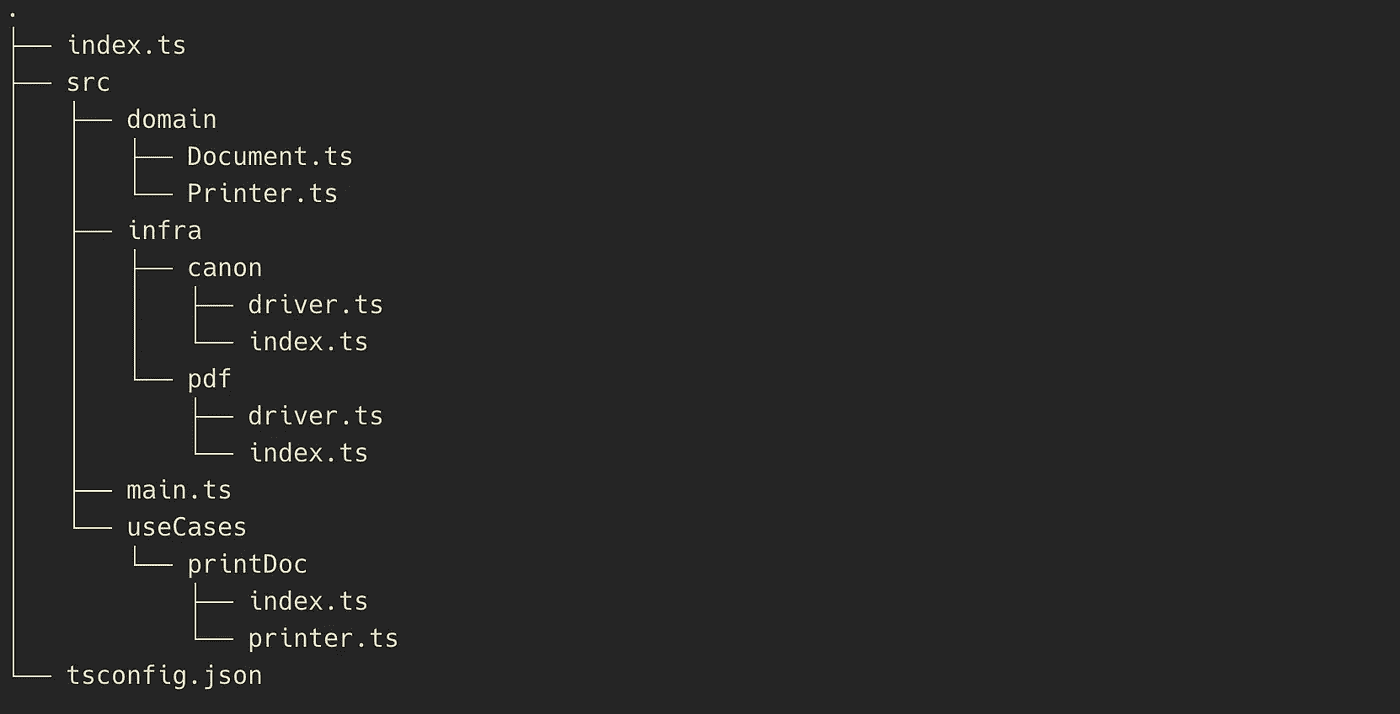 .
├── index.ts
├── src
│   ├── domain
│   │   ├── Document.ts
│   │   └── Printer.ts
│   ├── infra
│   │   ├── canon
│   │   │   ├── driver.ts
│   │   │   └── index.ts
│   │   └── pdf
│   │       ├── driver.ts
│   │       └── index.ts
│   ├── main.ts
│   └── useCases
│       └── printDoc
│           ├── index.ts
│           └── printer.ts
└── tsconfig.json